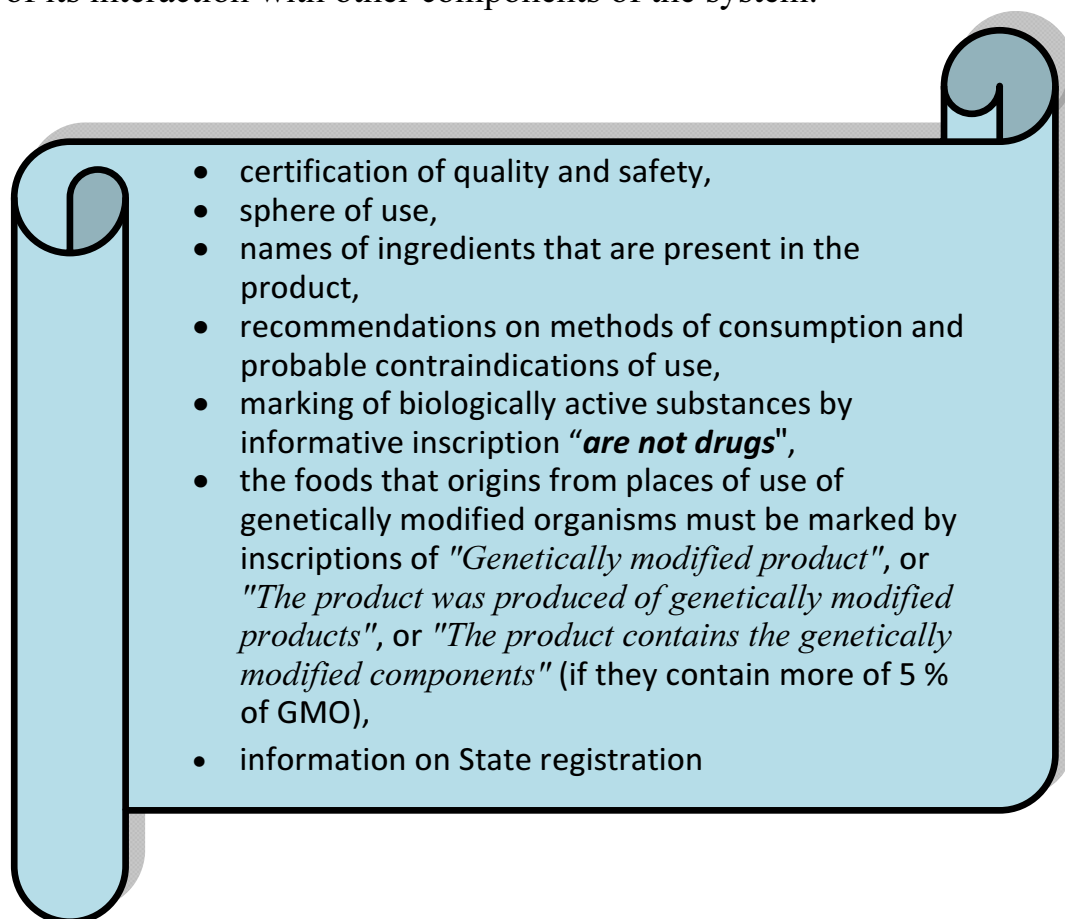 of its interaction with other components of the system.
• certification of quality and safety,
• sphere of use,
• names of ingredients that are present in the
product,
• recommendations on methods of consumption and
probable contraindications of use,
• marking of biologically active substances by
informative inscription “are not drugs",
• the foods that origins from places of use of
genetically modified organisms must be marked by
inscriptions of "Genetically modified product", or
"The product was produced of genetically modified
products", or "The product contains the genetically
modified components" (if they contain more of 5 %
of GMO),
• information on State registration